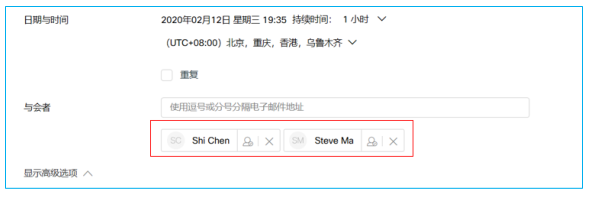 日期与时间 2020年02月12日 星期三 19:35 持续时间： 1 小时
(UTC+08:00) 北京，重庆，香港，乌鲁木齐
重复
与会者 使用逗号或分号分隔电子邮件地址
SC Shi Chen SM Steve Ma
显示高级选项